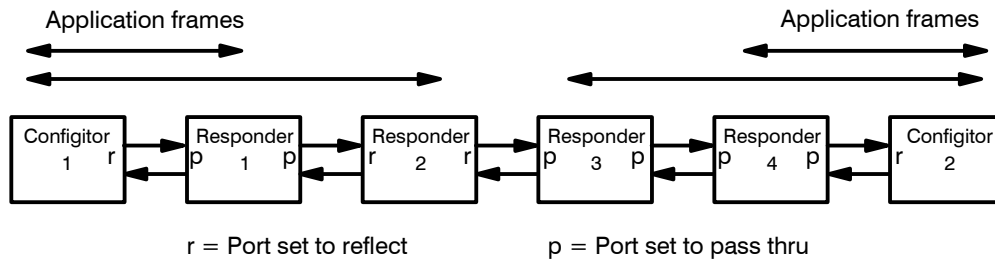 Application frames
Application frames
Configitor
1
r
Responder
p 1 p
Responder
r 2 r
Responder
p 3 p
Responder
p 4 p
Configitor
r 2
r = Port set to reflect
p = Port set to pass thru